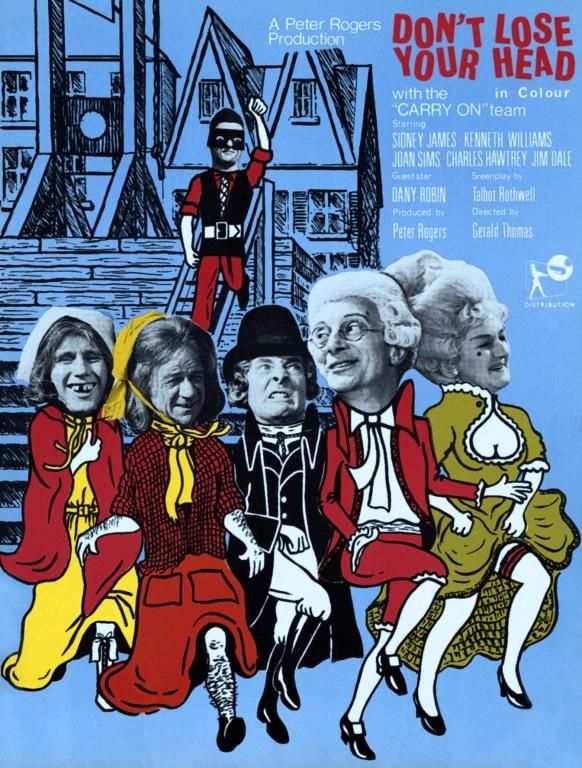 A Peter Rogers
Production
DON'T LOSE
YOUR HEAD
in Colour
with the
"CARRY ON" team
Starring
SIDNEY JAMES · KENNETH WILLIAMS
JOAN SIMS · CHARLES HAWTREY JIM DALE
Guest star
DANY ROBIN
Sreenplay by
Talbot Rothwell
Produced by
Peter Rogers
Directed by
Gerald Thomas
DISTRIBUTION